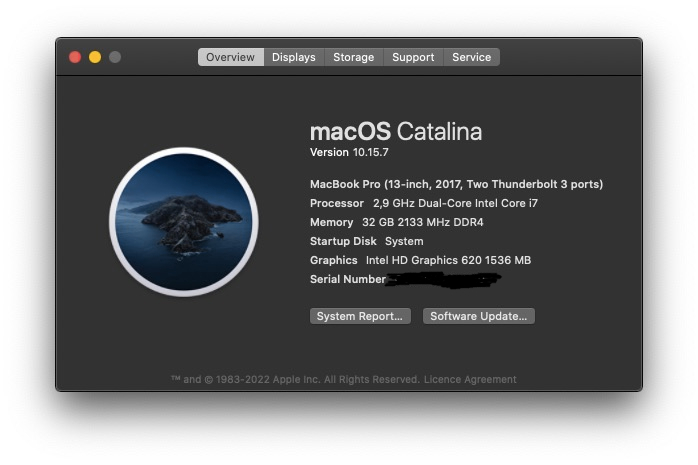 Overview Displays Storage Support Service
macOS Catalina
Version 10.15.7
MacBook Pro (13-inch, 2017, Two Thunderbolt 3 ports)
Processor 2,9 GHz Dual-Core Intel Core i7
Memory 32 GB 2133 MHz DDR4
Startup Disk System
Graphics Intel HD Graphics 620 1536 MB
Serial Number
System Report... Software Update...
™ and © 1983-2022 Apple Inc. All Rights Reserved. Licence Agreement